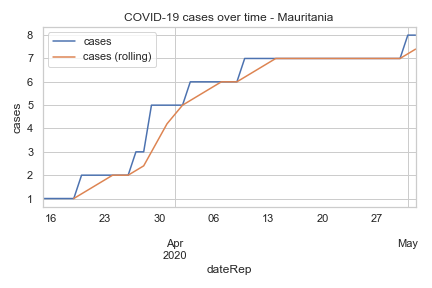 COVID-19 cases over time - Mauritania
cases
cases (rolling)
8
7
6
5
4
3
2
1
cases
16 23 30 06 13 20 27
Apr May
2020
dateRep